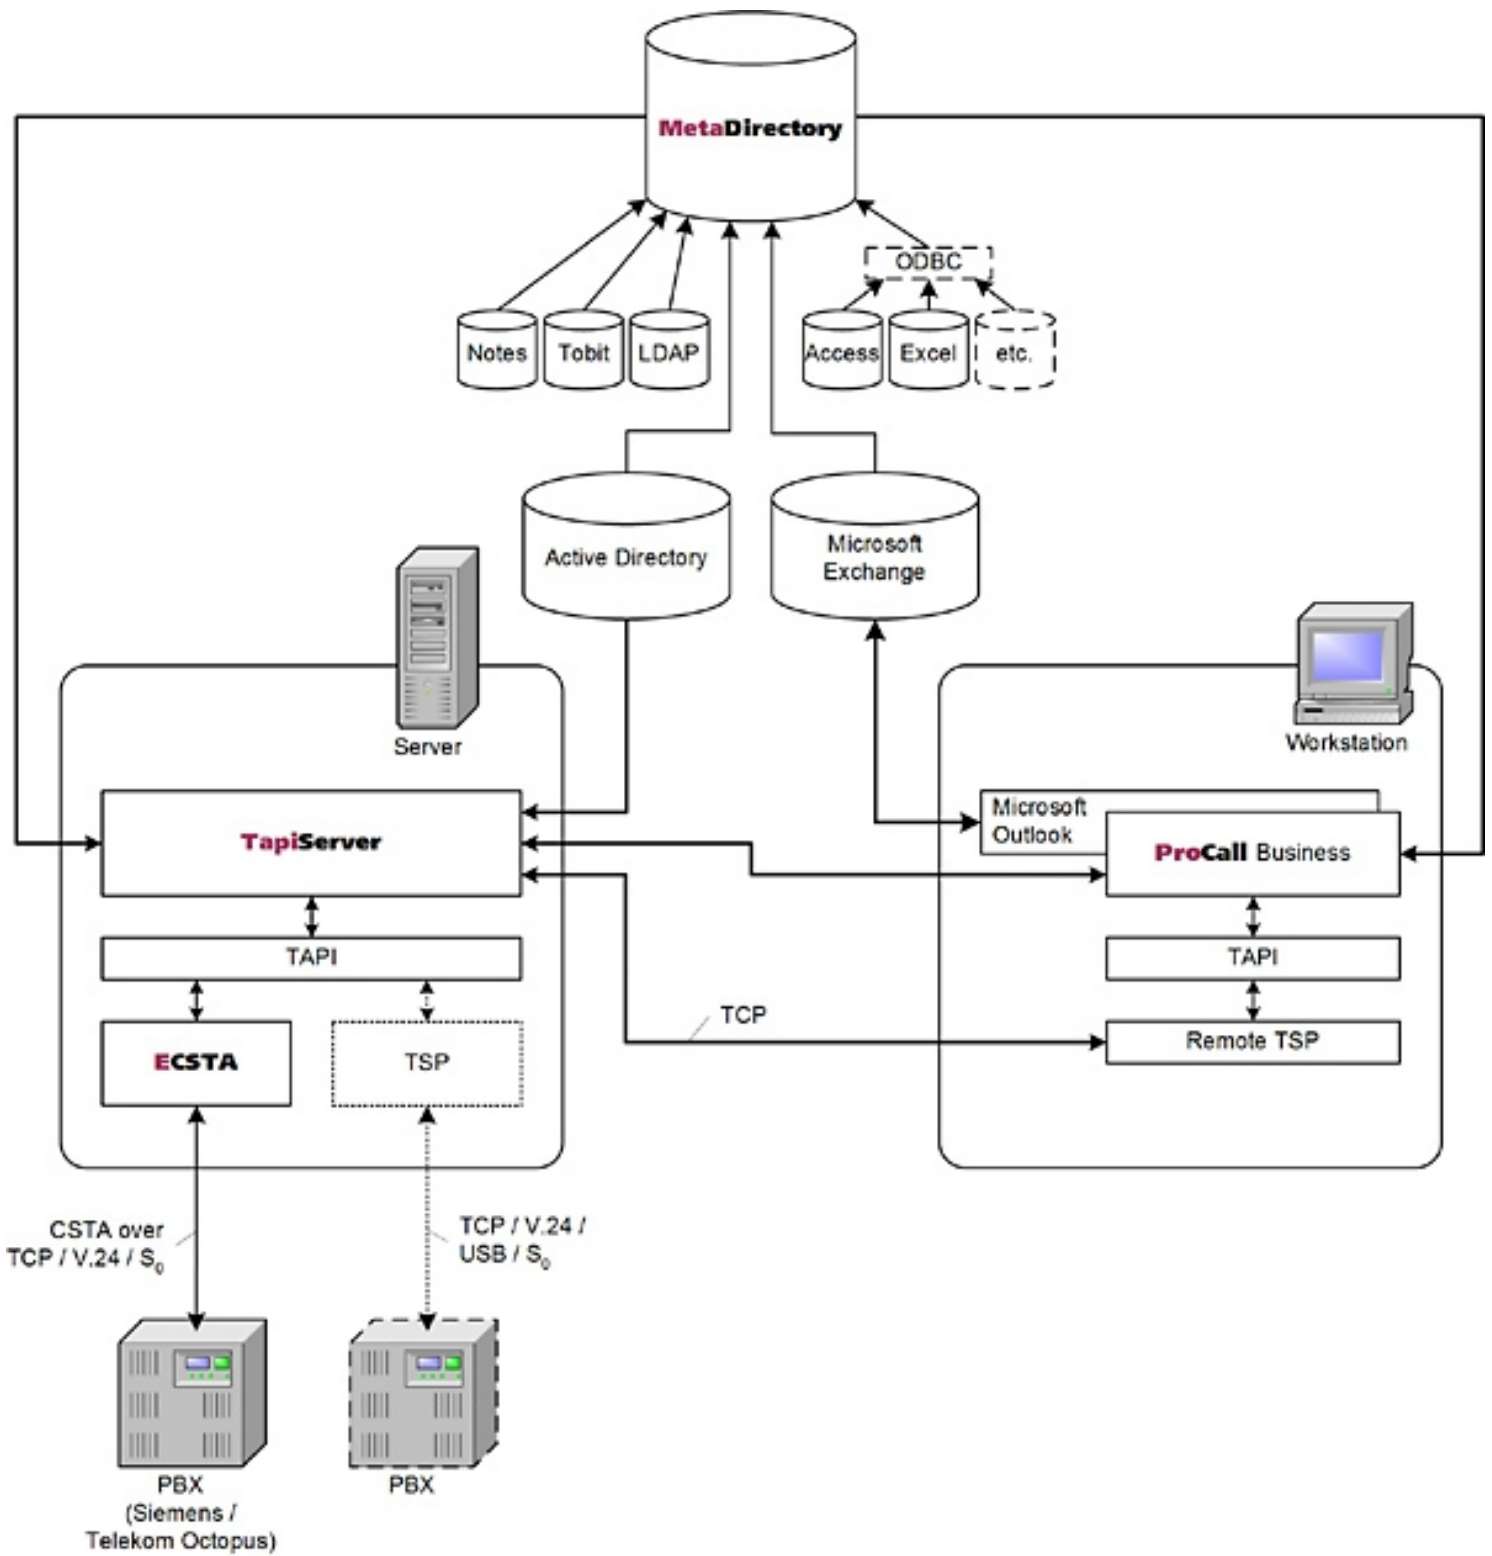 MetaDirectory
ODBC
Notes
Tobit
LDAP
Access
Excel
etc.
Active Directory
Microsoft
Exchange
Server
Workstation
TapiServer
Microsoft
Outlook
ProCall Business
TAPI
TAPI
TCP
Remote TSP
ECSTA
TSP
CSTA over
TCP / V.24 / S₀
TCP / V.24 /
USB / S₀
PBX
(Siemens /
Telekom Octopus)
PBX